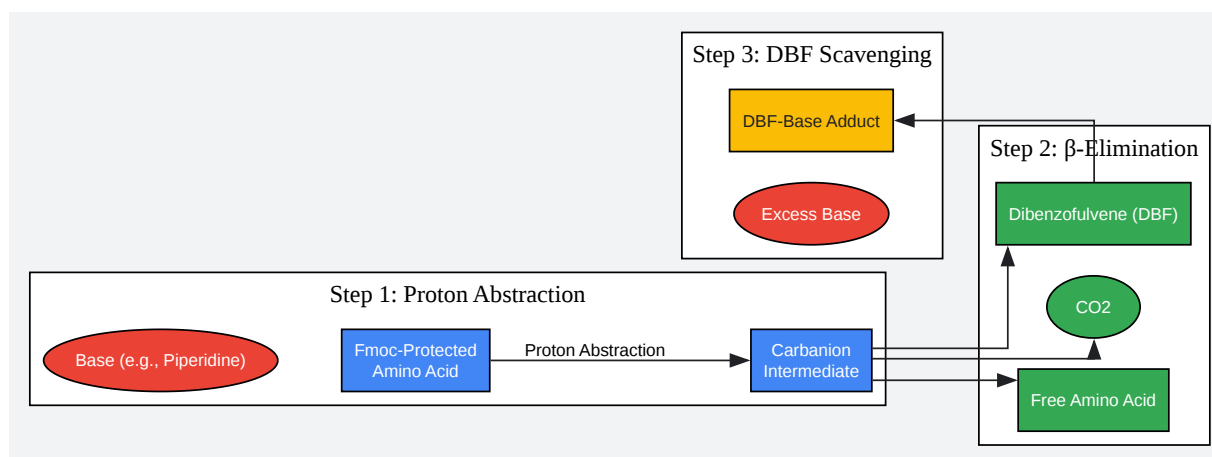 Step 3: DBF Scavenging
DBF-Base Adduct
Excess Base
Step 2: β-Elimination
Dibenzofulvene (DBF)
CO2
Free Amino Acid
Step 1: Proton Abstraction
Base (e.g., Piperidine)
Fmoc-Protected
Amino Acid
Proton Abstraction
Carbanion
Intermediate